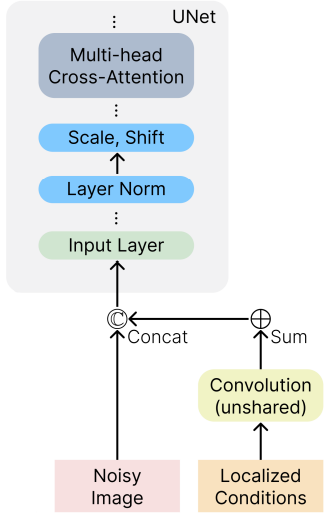 UNet
Multi-head
Cross-Attention
Scale, Shift
Layer Norm
Input Layer
ℂ Concat
Sum
Convolution
(unshared)
Noisy
Image
Localized
Conditions